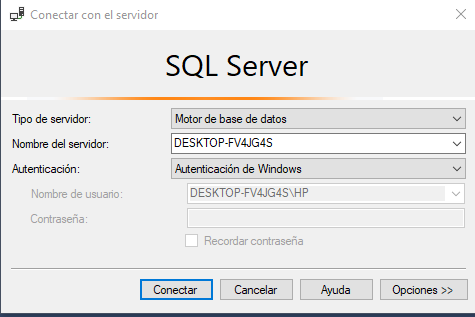 Conectar con el servidor
SQL Server
Tipo de servidor: Motor de base de datos
Nombre del servidor: DESKTOP-FV4JG4S
Autenticación: Autenticación de Windows
Nombre de usuario: DESKTOP-FV4JG4S\HP
Contraseña:
Recordar contraseña
Conectar Cancelar Ayuda Opciones >>